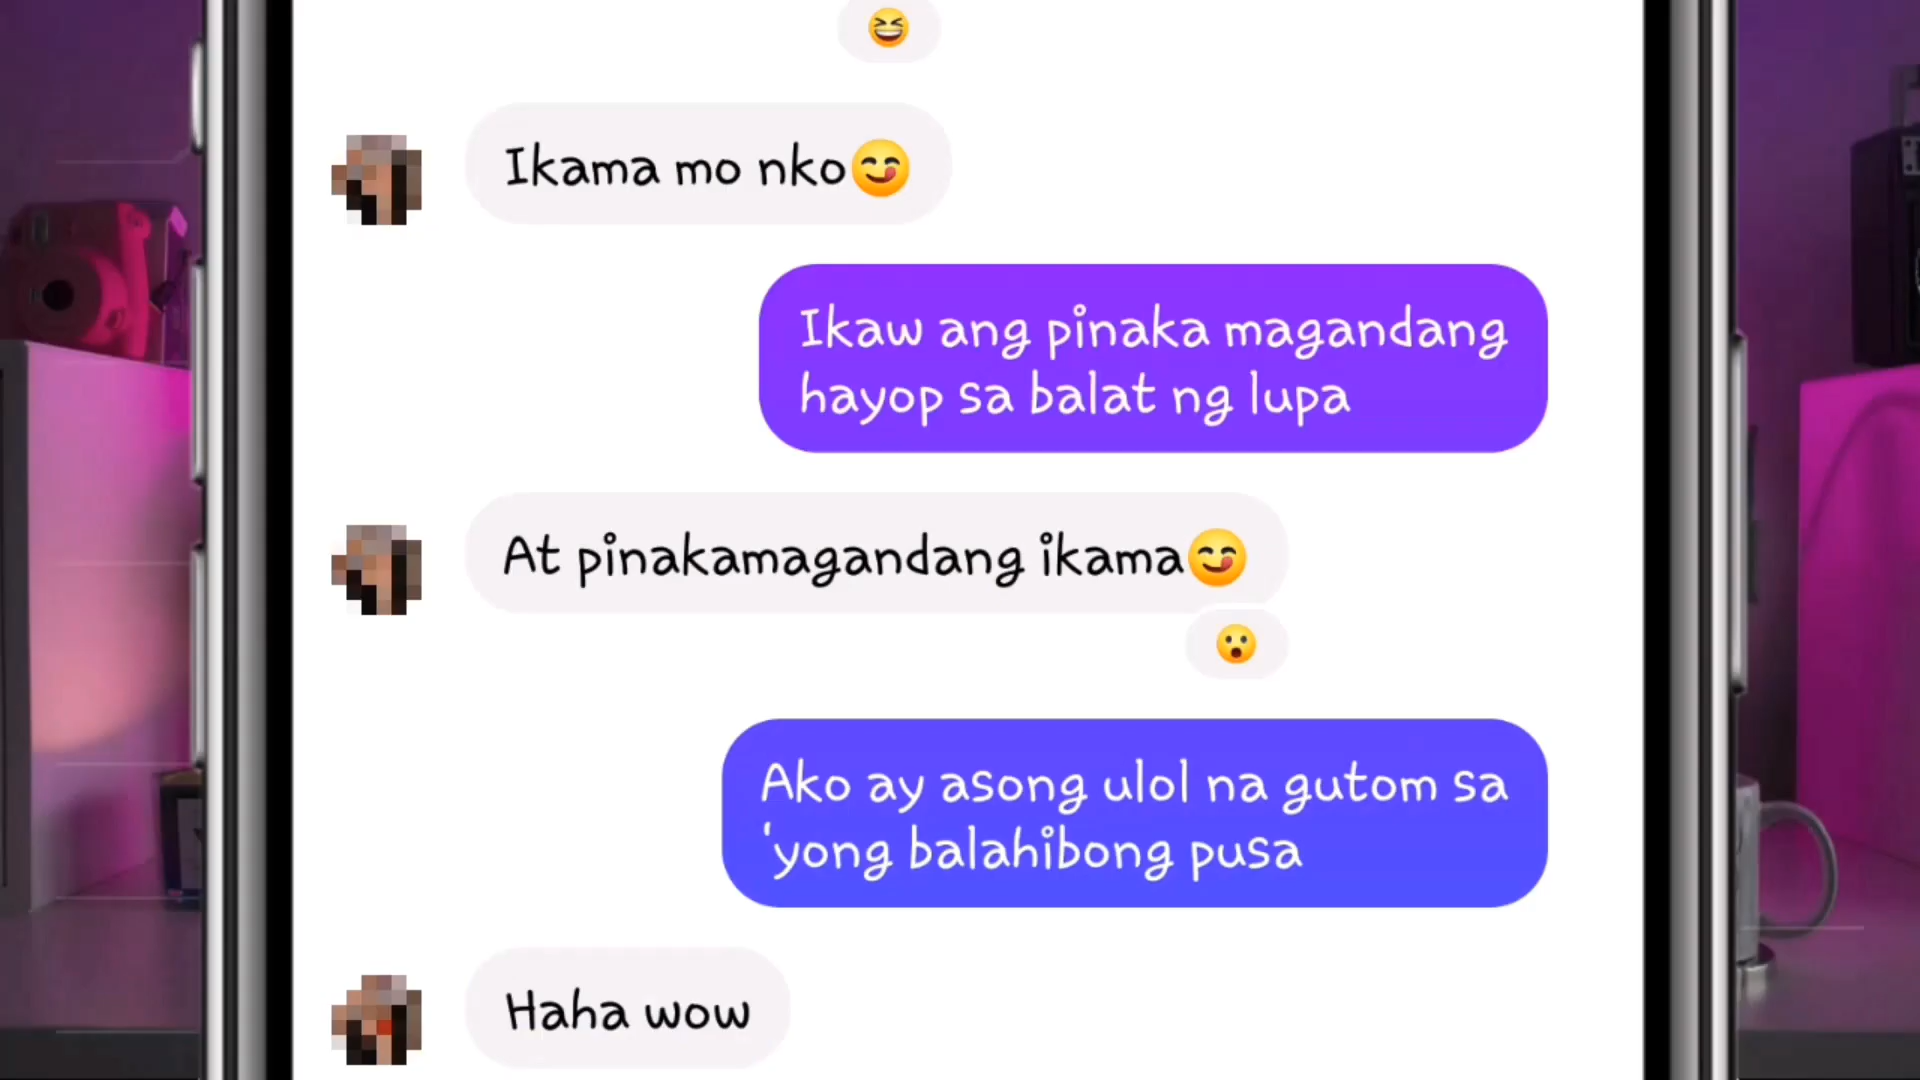 Ikama mo nko😋
Ikaw ang pinaka magandang
hayop sa balat ng lupa
At pinakamagandang ikama😋
Ako ay asong ulol na gutom sa
'yong balahibong pusa
Haha wow